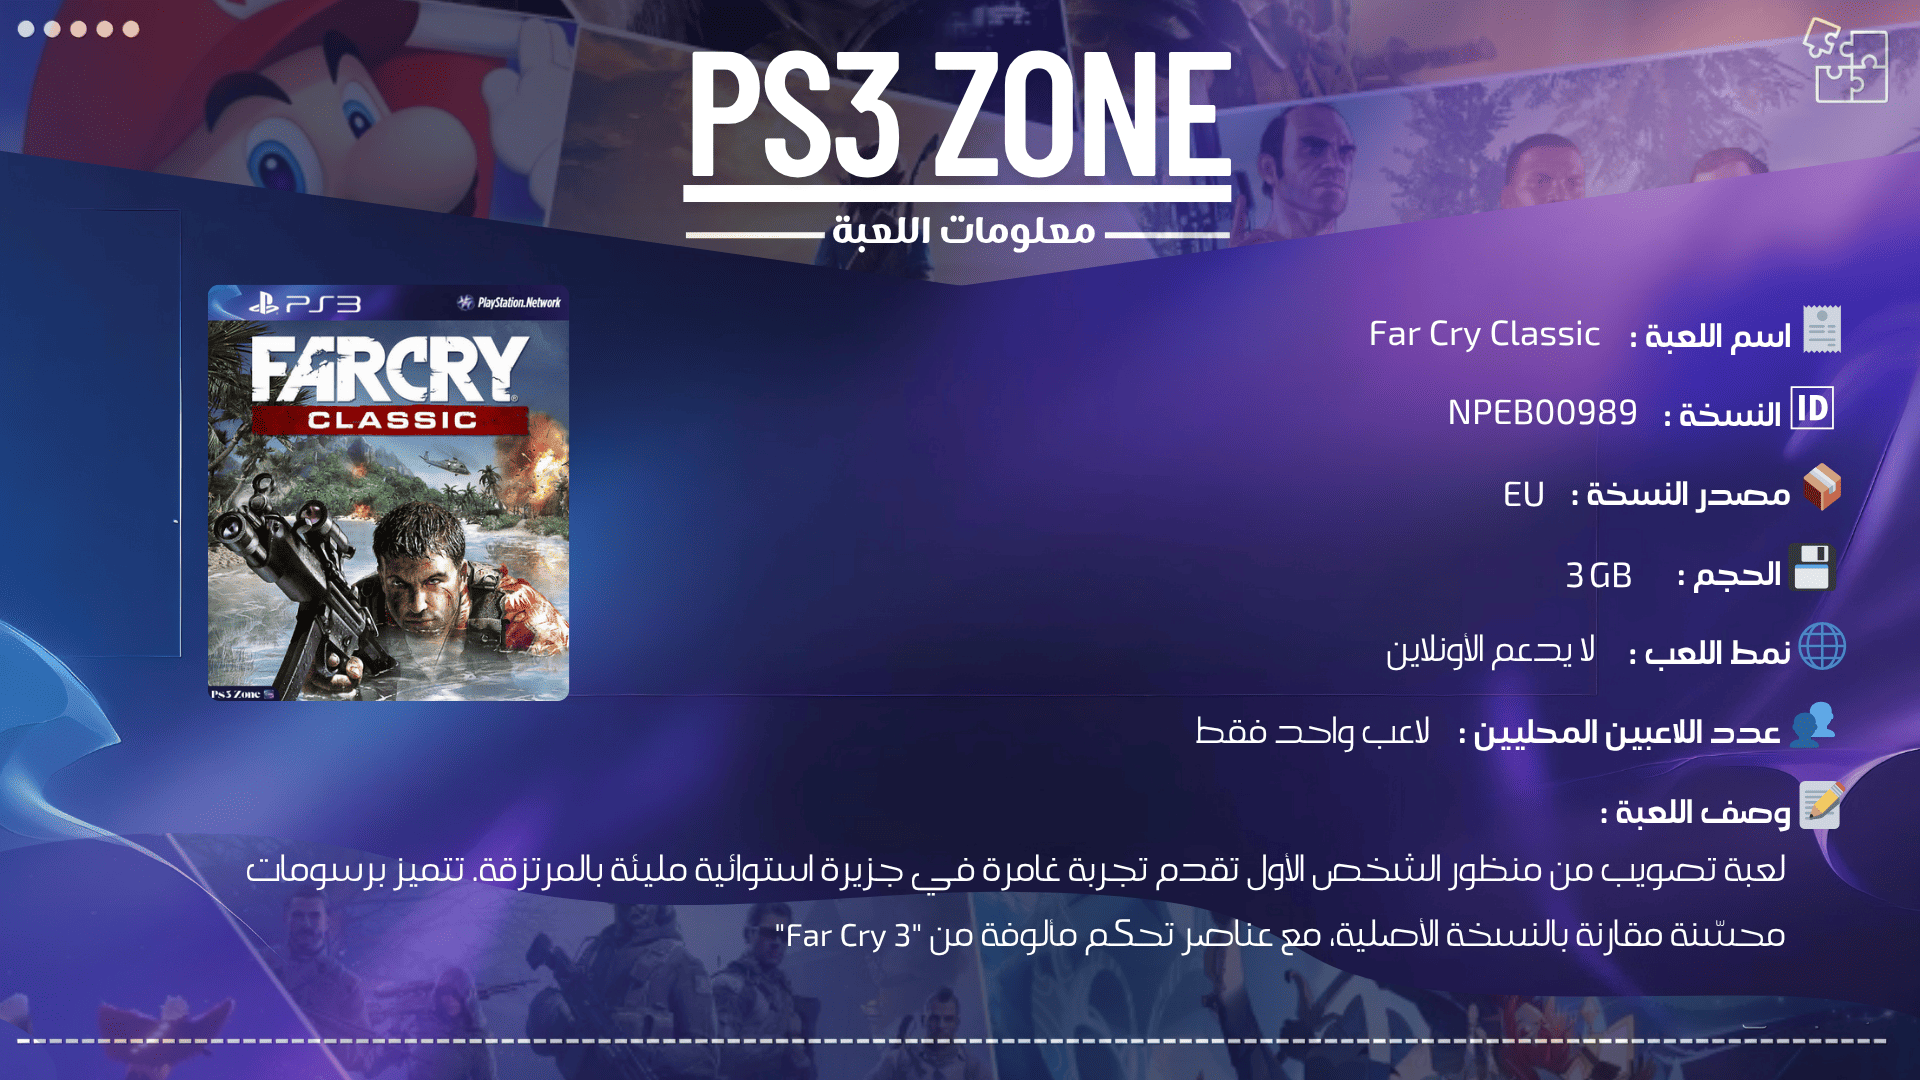 PS3 ZONE
معلومات اللعبة
PS3 PlayStation.Network
FARCRY
CLASSIC
Ps3 Zone
اسم اللعبة : Far Cry Classic
ID النسخة : NPEB00989
مصدر النسخة : EU
الحجم : 3 GB
نمط اللعب : لا يدعم الأونلاين
عدد اللاعبين المحليين : لاعب واحد فقط
وصف اللعبة :
لعبة تصويب من منظور الشخص الأول تقدم تجربة غامرة في جزيرة استوائية مليئة بالمرتزقة. تتميز برسومات
محسّنة مقارنة بالنسخة الأصلية، مع عناصر تحكم مألوفة من "Far Cry 3"